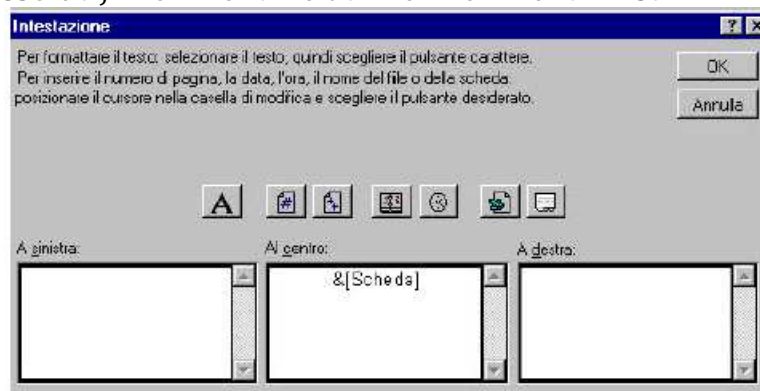 Intestazione
Per formattare il testo: selezionare il testo, quindi scegliere il pulsante carattere.
Per inserire il numero di pagina, la data, l'ora, il nome del file o della scheda:
posizionare il cursore nella casella di modifica e scegliere il pulsante desiderato.
OK
Annulla
A
A sinistra:
Al centro:
A destra:
&[Scheda]